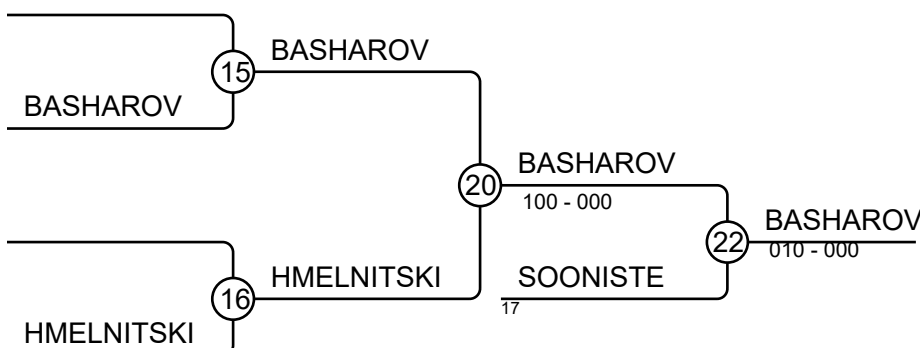 BASHAROV
15
BASHAROV
BASHAROV
20
100 - 000
BASHAROV
22
010 - 000
HMELNITSKI
SOONISTE
16
17
HMELNITSKI